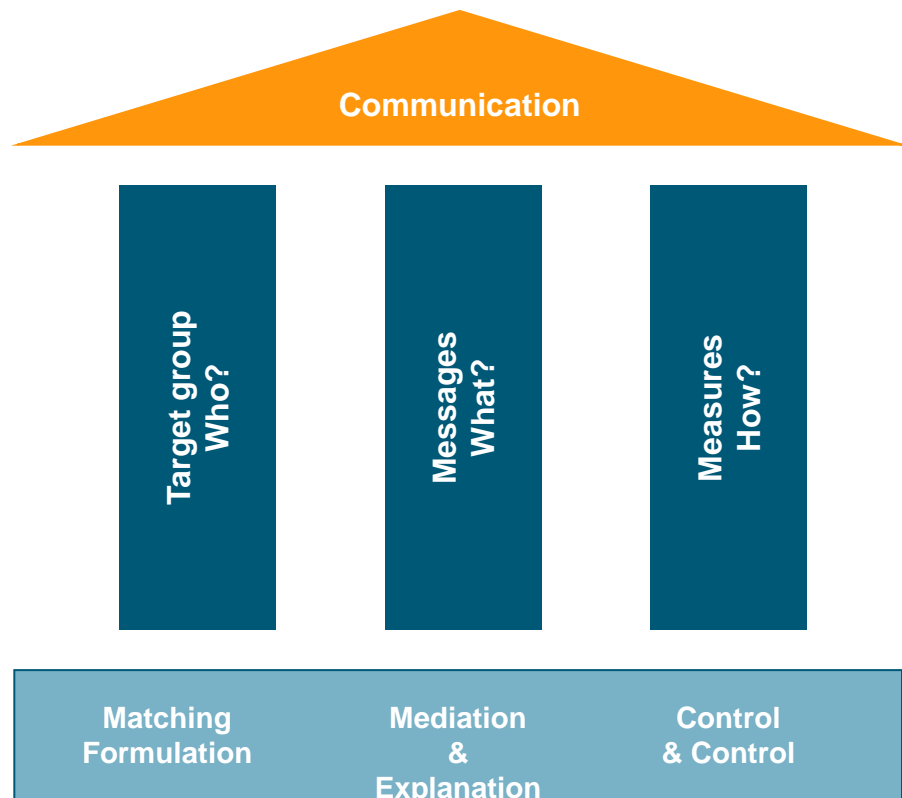 Communication
Target group
Who?
Messages
What?
Measures
How?
Matching
Formulation
Mediation
&
Explanation
Control
& Control